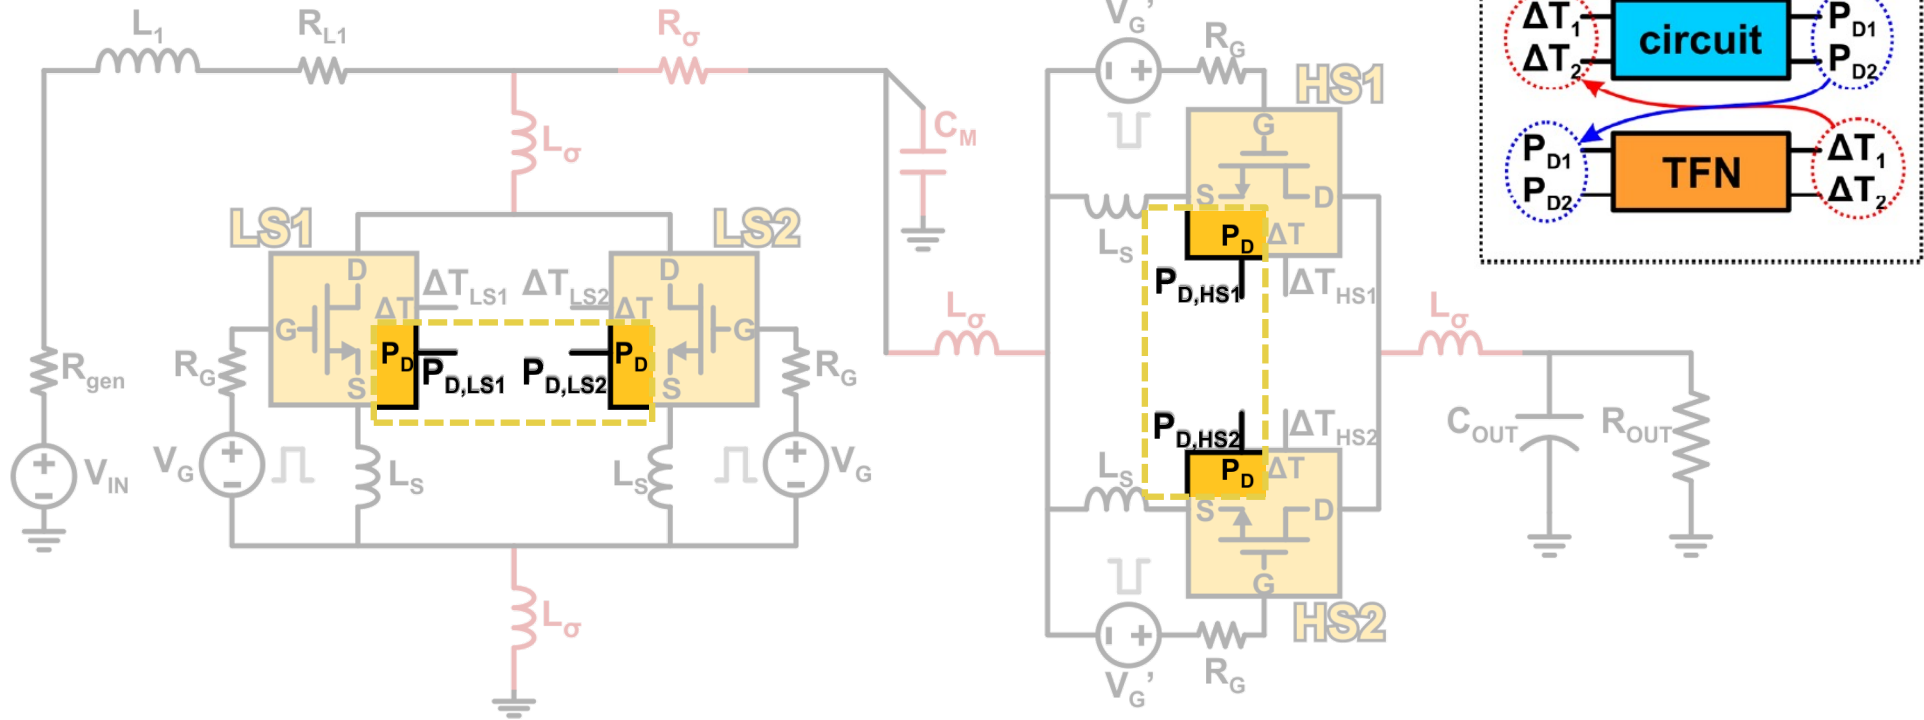 L1
RL1
Rσ
VG'
RG
HS1
ΔT1
ΔT2
circuit
PD1
PD2
PD1
PD2
TFN
ΔT1
ΔT2
Lσ
CM
G
S
D
LS
PD
ΔT
PD,HS1
ΔTHS1
LS1
LS2
D
ΔT
ΔTLS1
ΔTLS2
D
ΔT
G
PD
S
PD,LS1
PD,LS2
PD
S
G
Rgen
RG
RG
Lσ
Lσ
PD,HS2
ΔTHS2
COUT
ROUT
VIN
VG
LS
LS
VG
LS
PD
ΔT
S
D
G
HS2
Lσ
RG
VG'